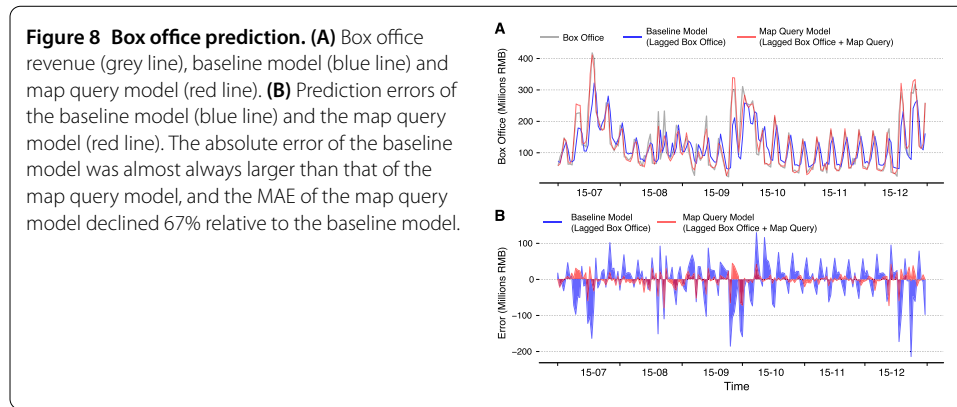 Figure 8 Box office prediction. (A) Box office
revenue (grey line), baseline model (blue line) and
map query model (red line). (B) Prediction errors of
the baseline model (blue line) and the map query
model (red line). The absolute error of the baseline
model was almost always larger than that of the
map query model, and the MAE of the map query
model declined 67% relative to the baseline model.
A
Box Office
Baseline Model
(Lagged Box Office)
Map Query Model
(Lagged Box Office + Map Query)
Box Office (Millions RMB)
400
300
200
100
15-07 15-08 15-09 15-10 15-11 15-12
B
Baseline Model
(Lagged Box Office)
Map Query Model
(Lagged Box Office + Map Query)
Error (Millions RMB)
100
0
−100
−200
15-07 15-08 15-09 15-10 15-11 15-12
Time